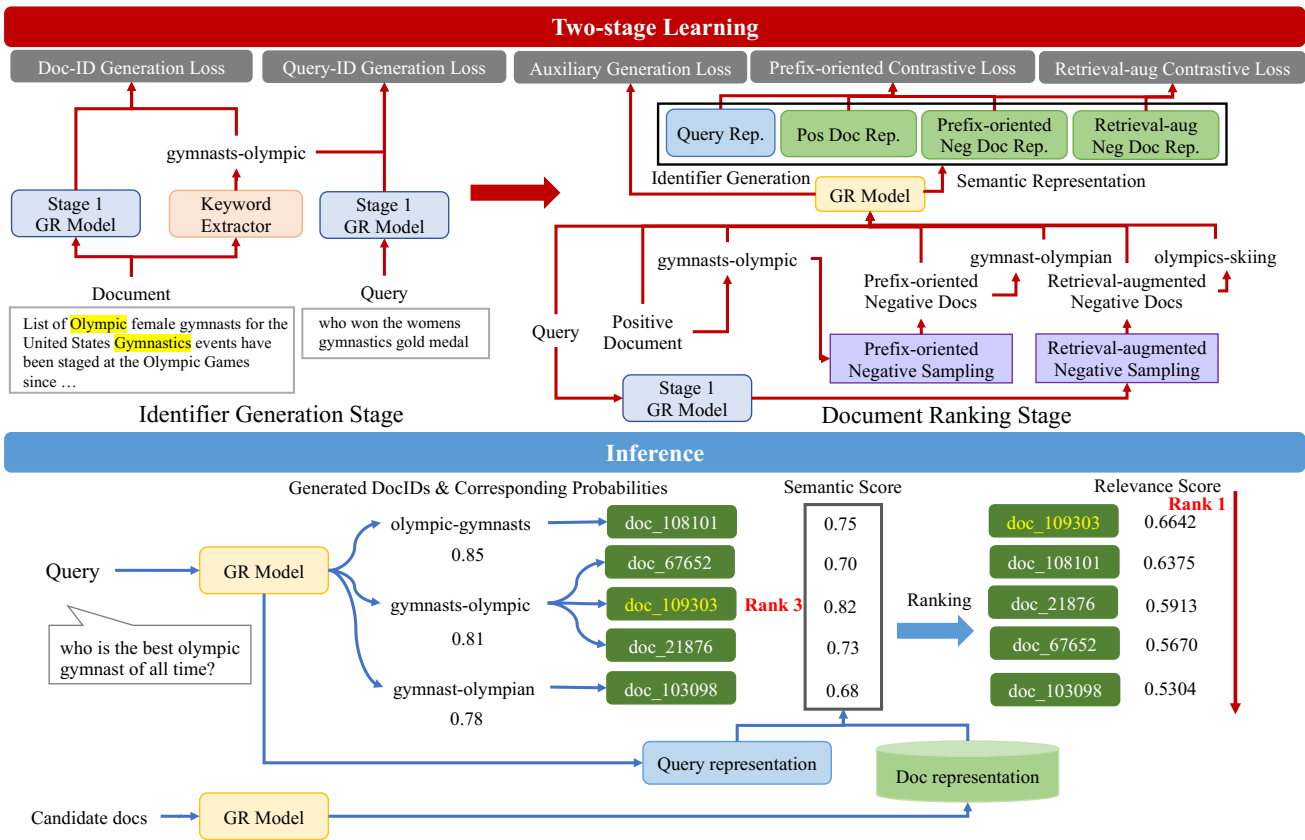 Two-stage Learning
Doc-ID Generation Loss
Query-ID Generation Loss
Auxiliary Generation Loss
Prefix-oriented Contrastive Loss
Retrieval-aug Contrastive Loss
Query Rep.
Pos Doc Rep.
Prefix-oriented
Neg Doc Rep.
Retrieval-aug
Neg Doc Rep.
gymnasts-olympic
Identifier Generation
GR Model
Semantic Representation
Stage 1
GR Model
Keyword
Extractor
Stage 1
GR Model
gymnasts-olympic
gymnast-olympian
olympics-skiing
Prefix-oriented
Negative Docs
Retrieval-augmented
Negative Docs
Document
Query
List of Olympic female gymnasts for the
United States Gymnastics events have
been staged at the Olympic Games
since …
who won the womens
gymnastics gold medal
Query
Positive
Document
Prefix-oriented
Negative Sampling
Retrieval-augmented
Negative Sampling
Stage 1
GR Model
Identifier Generation Stage
Document Ranking Stage
Inference
Generated DocIDs & Corresponding Probabilities
Semantic Score
Relevance Score
Rank 1
olympic-gymnasts
0.85
doc_108101
0.75
doc_109303
0.6642
doc_67652
0.70
doc_108101
0.6375
Query
GR Model
gymnasts-olympic
0.81
doc_109303
Rank 3
0.82
Ranking
doc_21876
0.5913
who is the best olympic
gymnast of all time?
doc_21876
0.73
doc_67652
0.5670
gymnast-olympian
0.78
doc_103098
0.68
doc_103098
0.5304
Query representation
Doc representation
Candidate docs
GR Model